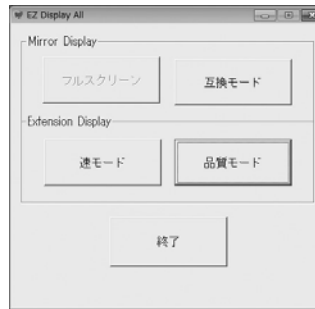 EZ Display All
Mirror Display
フルスクリーン
互換モード
Extension Display
速モード
品質モード
終了